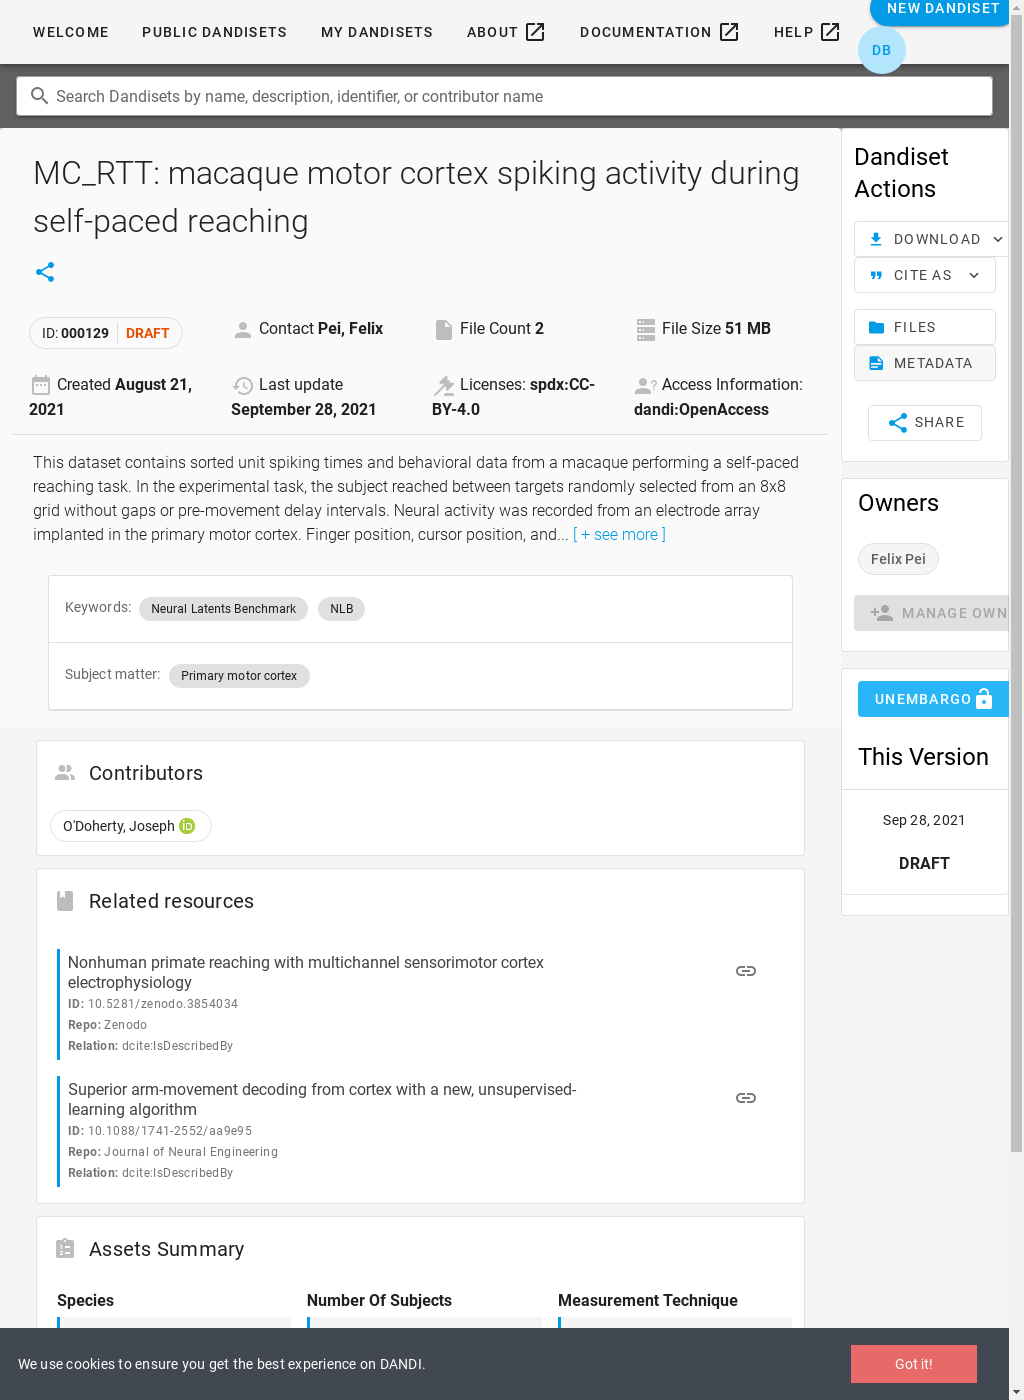 WELCOME PUBLIC DANDISETS MY DANDISETS ABOUT DOCUMENTATION HELP NEW DANDISET
DB
Search Dandisets by name, description, identifier, or contributor name
MC_RTT: macaque motor cortex spiking activity during
self-paced reaching
ID: 000129 DRAFT
Contact Pei, Felix
File Count 2
File Size 51 MB
Created August 21,
2021
Last update
September 28, 2021
Licenses: spdx:CC-
BY-4.0
Access Information:
dandi:OpenAccess
This dataset contains sorted unit spiking times and behavioral data from a macaque performing a self-paced
reaching task. In the experimental task, the subject reached between targets randomly selected from an 8x8
grid without gaps or pre-movement delay intervals. Neural activity was recorded from an electrode array
implanted in the primary motor cortex. Finger position, cursor position, and... [ + see more ]
Keywords: Neural Latents Benchmark NLB
Subject matter: Primary motor cortex
Contributors
O'Doherty, Joseph iD
Related resources
Nonhuman primate reaching with multichannel sensorimotor cortex
electrophysiology
ID: 10.5281/zenodo.3854034
Repo: Zenodo
Relation: dcite:IsDescribedBy
Superior arm-movement decoding from cortex with a new, unsupervised-
learning algorithm
ID: 10.1088/1741-2552/aa9e95
Repo: Journal of Neural Engineering
Relation: dcite:IsDescribedBy
Assets Summary
Species Number Of Subjects Measurement Technique
Dandiset
Actions
DOWNLOAD
CITE AS
FILES
METADATA
SHARE
Owners
Felix Pei
MANAGE OWN
UNEMBARGO
This Version
Sep 28, 2021
DRAFT
We use cookies to ensure you get the best experience on DANDI.
Got it!